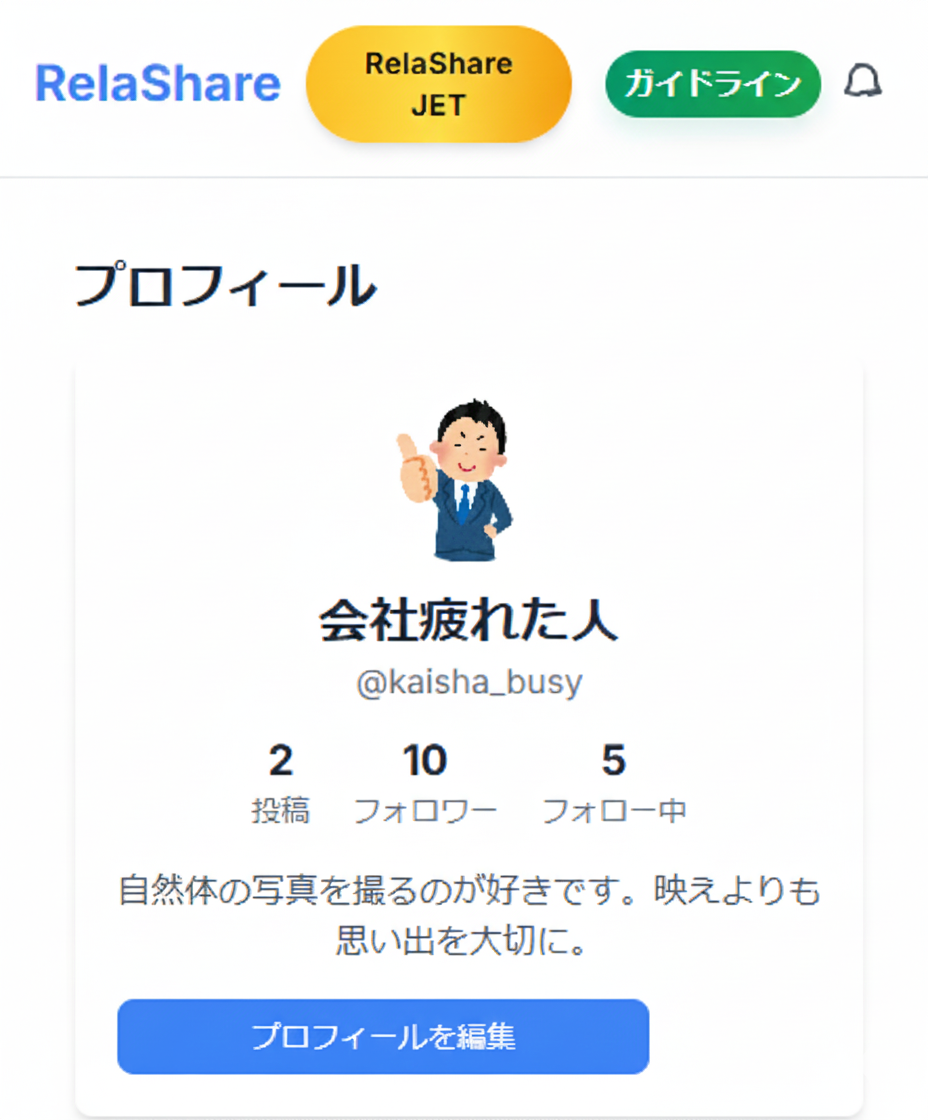 RelaShare
RelaShare
JET
ガイドライン
プロフィール
会社疲れた人
@kaisha_busy
2
投稿
10
フォロワー
5
フォロー中
自然体の写真を撮るのが好きです。映えよりも
思い出を大切に。
プロフィールを編集